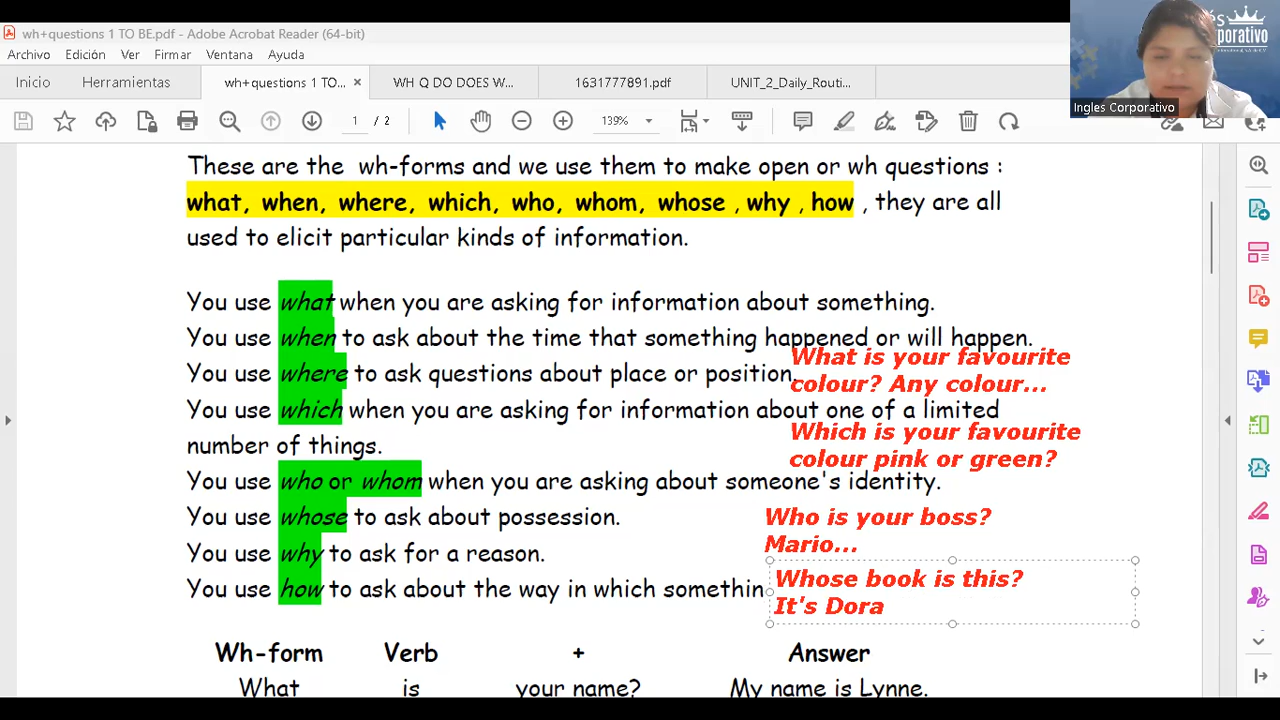 wh+questions 1 TO BE.pdf - Adobe Acrobat Reader (64-bit)
Archivo Edición Ver Firmar Ventana Ayuda
Inicio Herramientas wh+questions 1 TO... × WH Q DO DOES W... 1631777891.pdf UNIT_2_Daily_Routi...
1 / 2 139%
Ingles Corporativo
These are the wh-forms and we use them to make open or wh questions :
what, when, where, which, who, whom, whose , why , how , they are all
used to elicit particular kinds of information.
You use what when you are asking for information about something.
You use when to ask about the time that something happened or will happen.
You use where to ask questions about place or position.
You use which when you are asking for information about one of a limited
number of things.
You use who or whom when you are asking about someone's identity.
You use whose to ask about possession.
You use why to ask for a reason.
You use how to ask about the way in which somethin
What is your favourite
colour? Any colour...
Which is your favourite
colour pink or green?
Who is your boss?
Mario...
Whose book is this?
It's Dora
Wh-form Verb + Answer
What is your name? My name is Lynne.